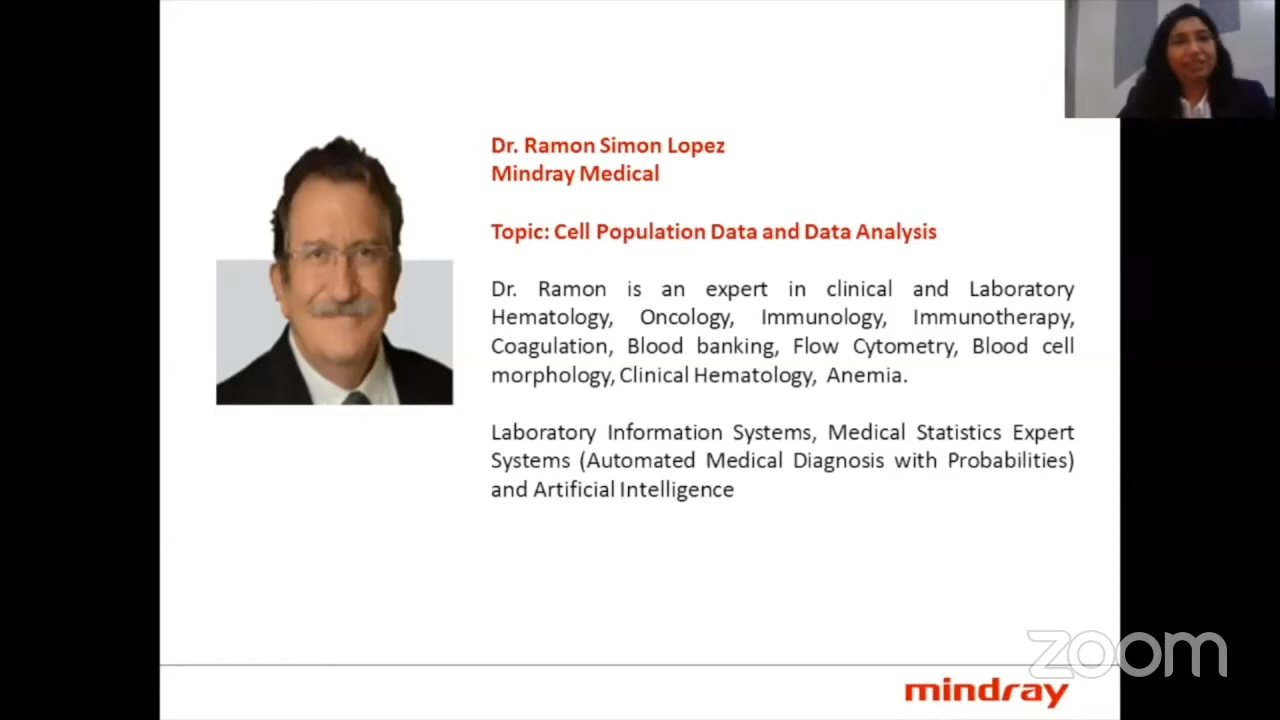 Dr. Ramon Simon Lopez
Mindray Medical
Topic: Cell Population Data and Data Analysis
Dr. Ramon is an expert in clinical and Laboratory
Hematology, Oncology, Immunology, Immunotherapy,
Coagulation, Blood banking, Flow Cytometry, Blood cell
morphology, Clinical Hematology, Anemia.
Laboratory Information Systems, Medical Statistics Expert
Systems (Automated Medical Diagnosis with Probabilities)
and Artificial Intelligence
zoom
mindray